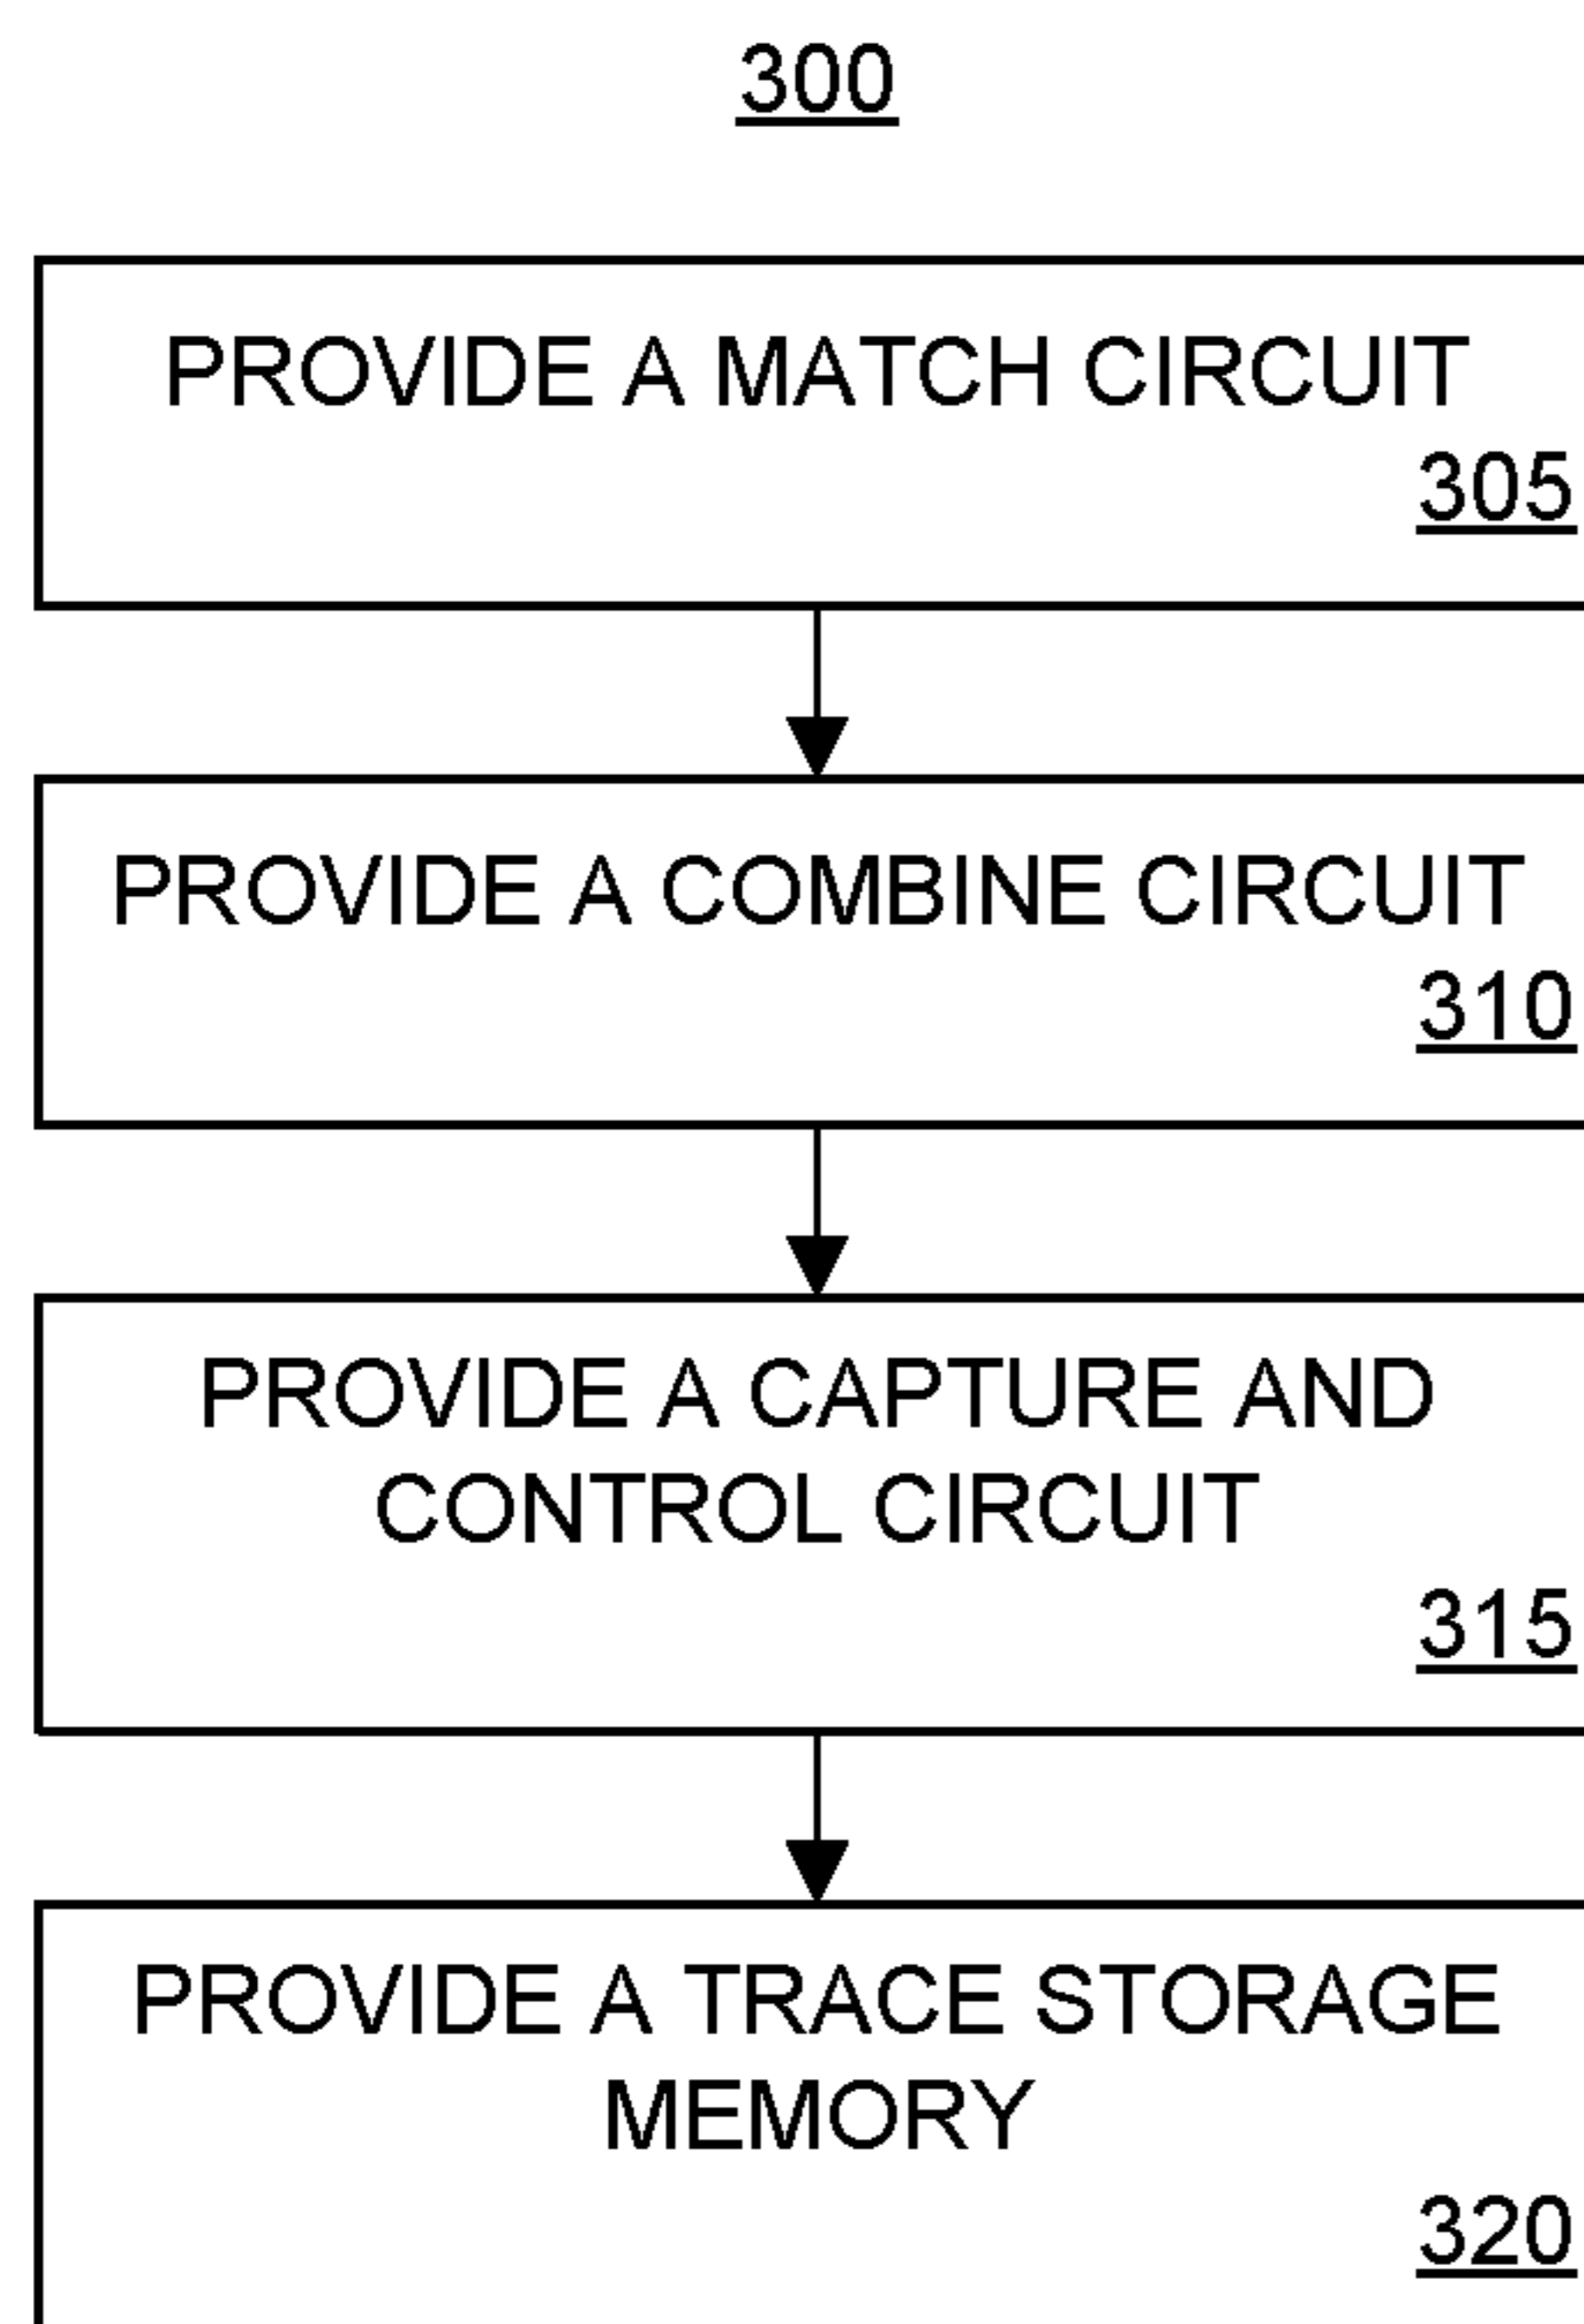 300
PROVIDE A MATCH CIRCUIT
305
PROVIDE A COMBINE CIRCUIT
310
PROVIDE A CAPTURE AND
CONTROL CIRCUIT
315
PROVIDE A TRACE STORAGE
MEMORY
320